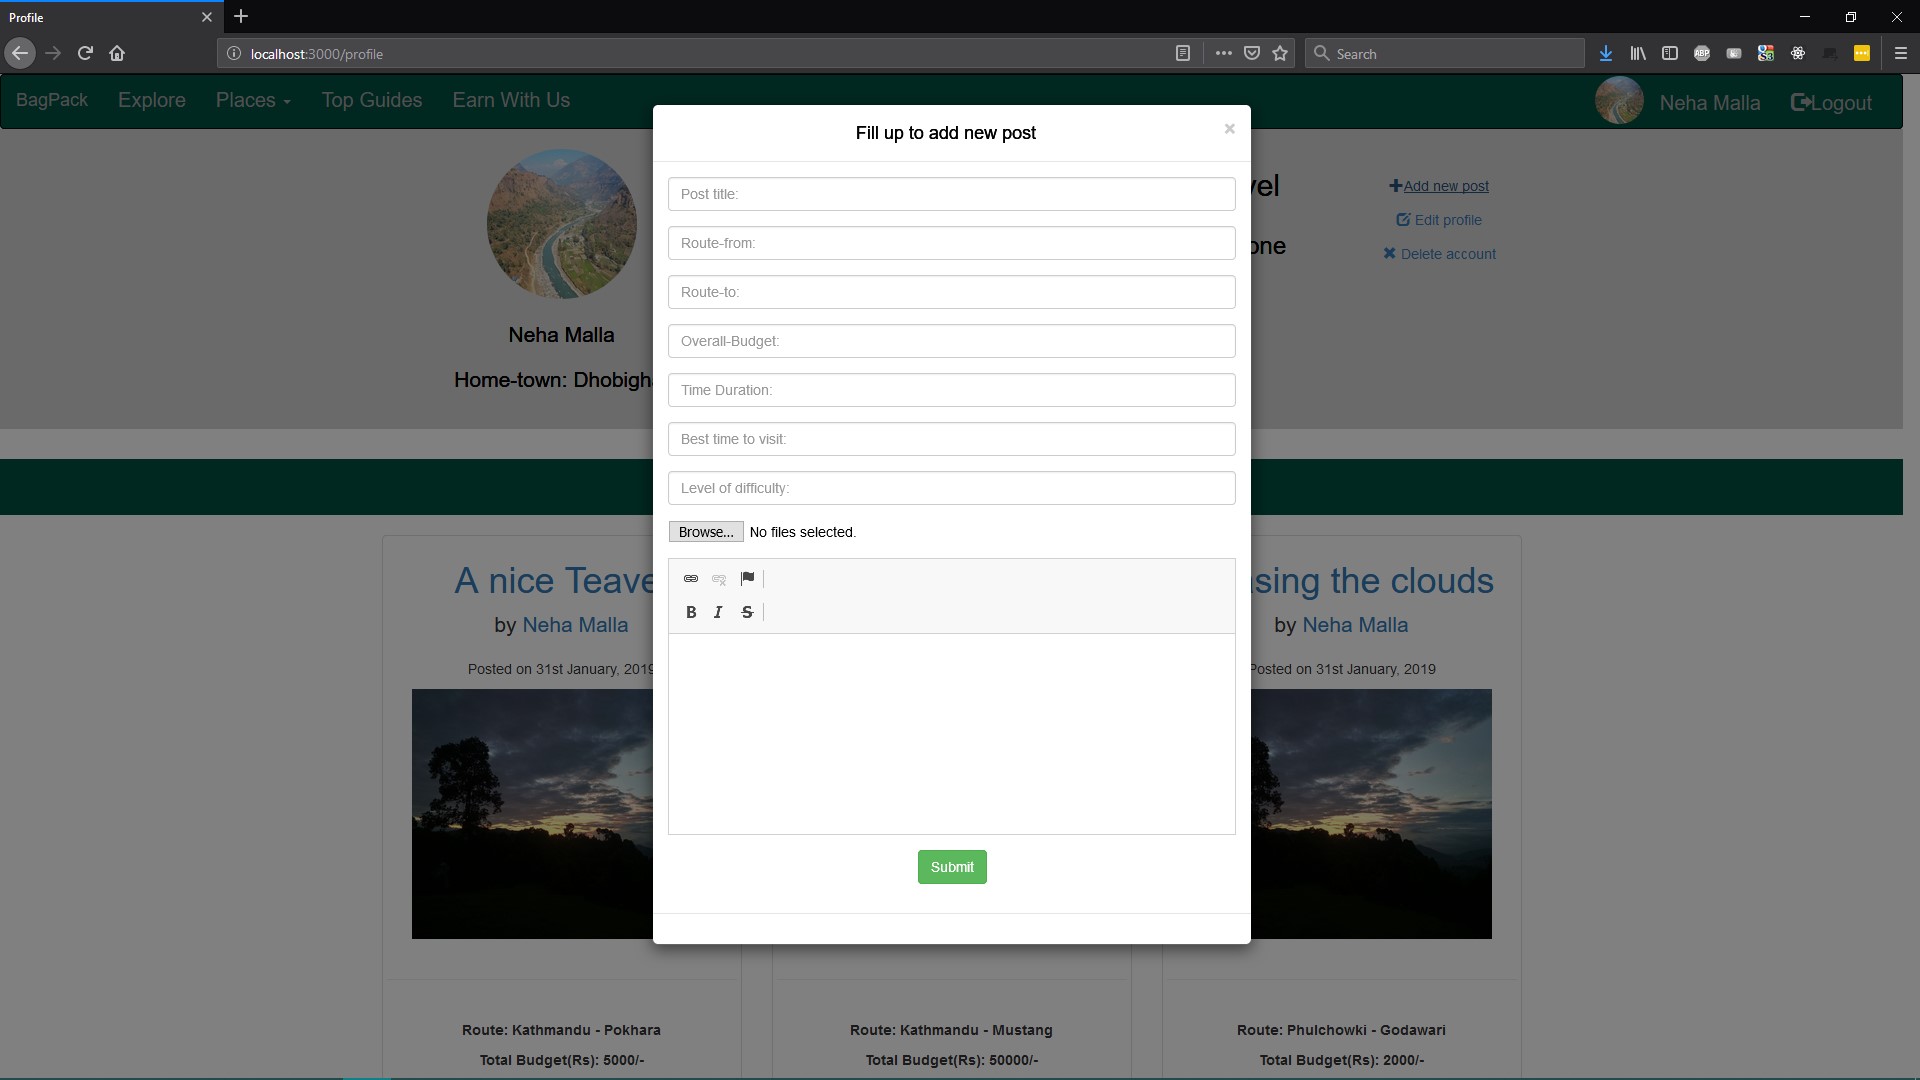 Profile
localhost:3000/profile
Search
ABP
BagPack Explore Places Top Guides Earn With Us Neha Malla Logout
Fill up to add new post
×
Post title:
Route-from:
Route-to:
Overall-Budget:
Time Duration:
Best time to visit:
Level of difficulty:
Browse... No files selected.
B I S
Submit
Add new post
Edit profile
Delete account
Neha Malla
Home-town:
A nice
by Neha Malla
Posted on 31st January, 2019
the clouds
by Neha Malla
Posted on 31st January, 2019
Route: Kathmandu - Pokhara
Total Budget(Rs): 5000/-
Route: Kathmandu - Mustang
Total Budget(Rs): 50000/-
Route: Phulchowki - Godawari
Total Budget(Rs): 2000/-